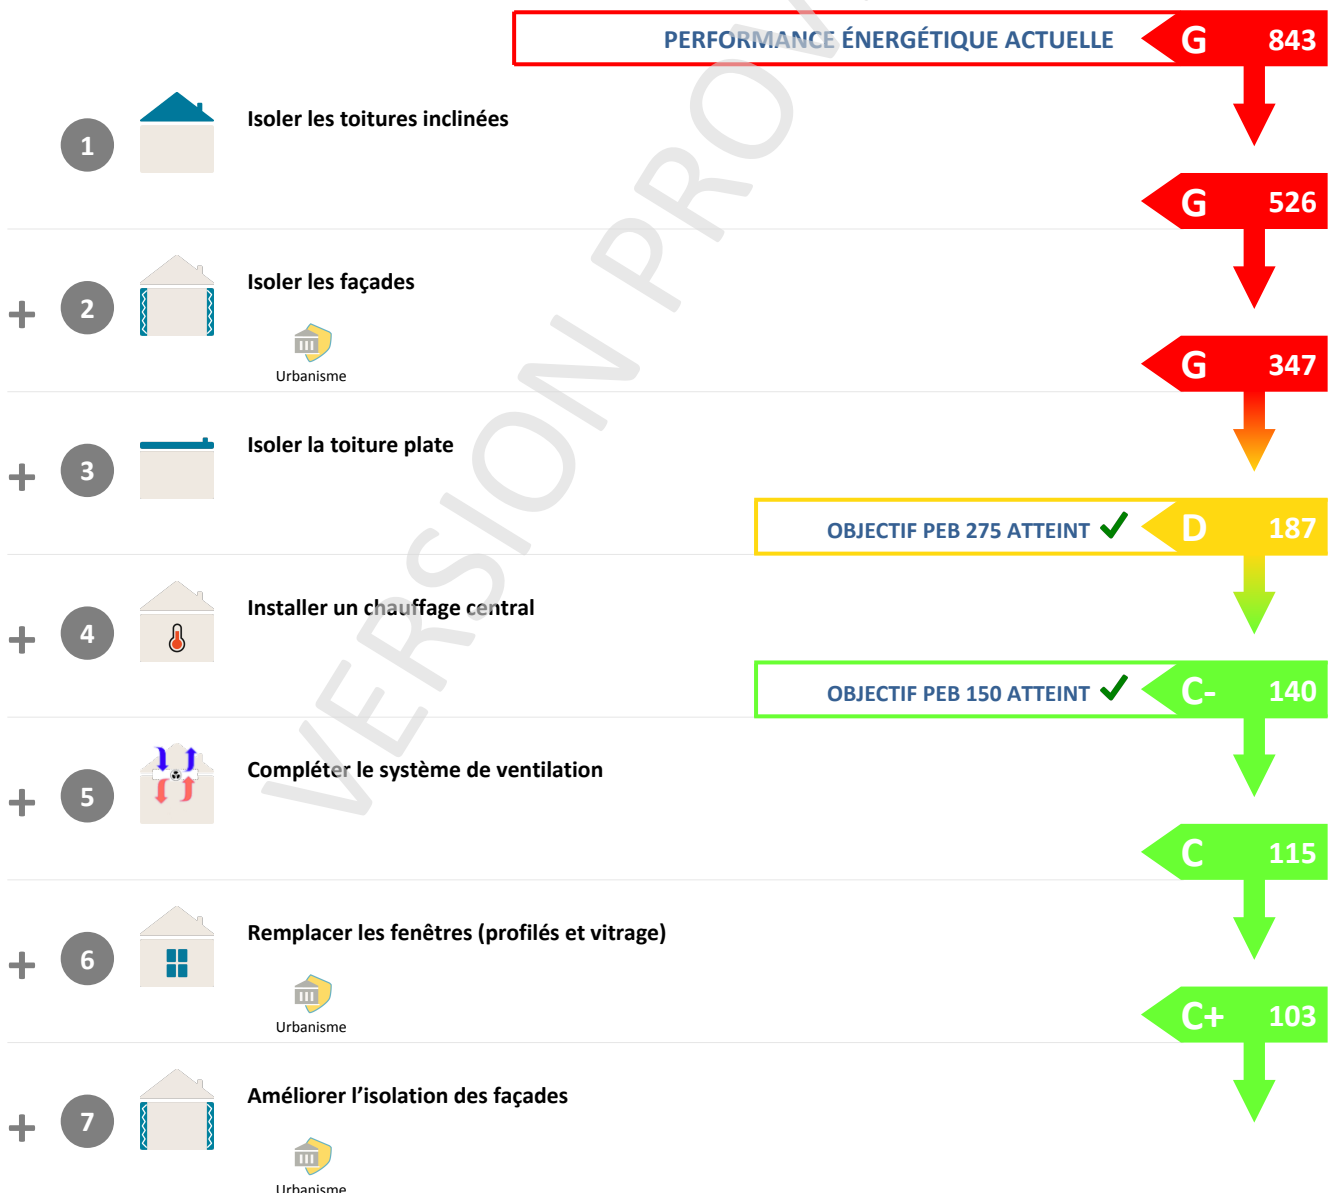 PERFORMANCE ÉNERGÉTIQUE ACTUELLE G 843
1 Isoler les toitures inclinées
G 526
+ 2 Isoler les façades
Urbanisme
G 347
+ 3 Isoler la toiture plate
OBJECTIF PEB 275 ATTEINT ✓ D 187
+ 4 Installer un chauffage central
OBJECTIF PEB 150 ATTEINT ✓ C- 140
+ 5 Compléter le système de ventilation
C 115
+ 6 Remplacer les fenêtres (profilés et vitrage)
Urbanisme
C+ 103
+ 7 Améliorer l'isolation des façades
Urbanisme
VERSION PROV